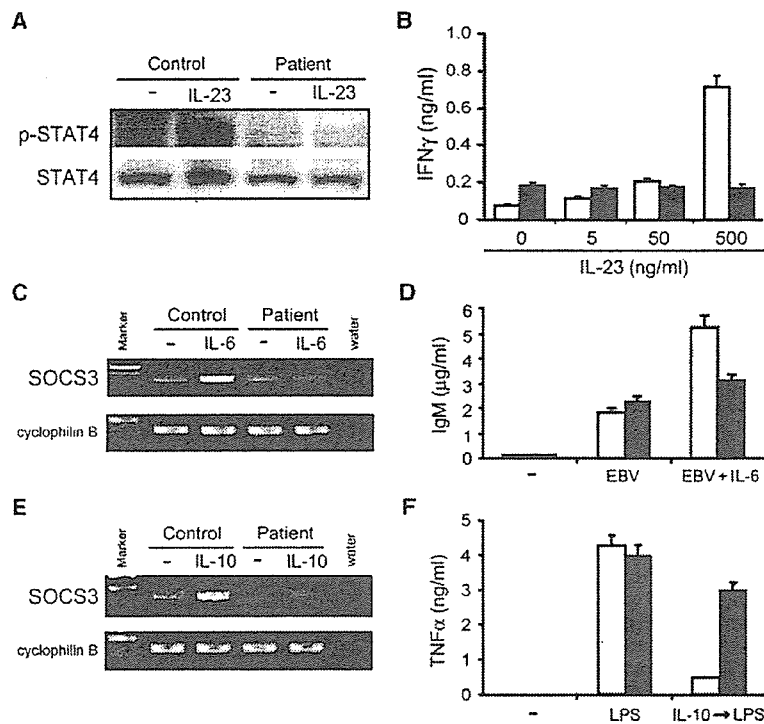 A
Control Patient
- IL-23 - IL-23
p-STAT4
STAT4
B
IFNγ (ng/ml)
1.0
0.8
0.6
0.4
0.2
0
0 5 50 500
IL-23 (ng/ml)
C
Marker Control Patient water
- IL-6 - IL-6
SOCS3
cyclophilin B
D
IgM (μg/ml)
6
5
4
3
2
1
0
- EBV EBV + IL-6
E
Marker Control Patient water
- IL-10 - IL-10
SOCS3
cyclophilin B
F
TNFα (ng/ml)
5
4
3
2
1
0
- LPS IL-10 → LPS